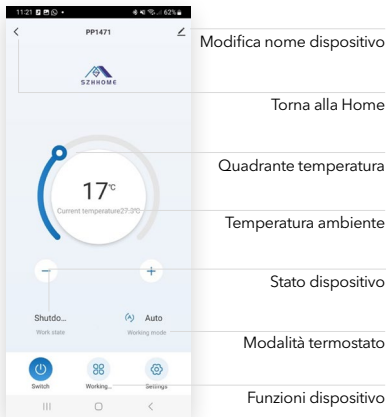 11:21 62%
PP1471
Modifica nome dispositivo
SZHHOME
Torna alla Home
Quadrante temperatura
17°C
Current temperature27.3°C
Temperatura ambiente
− +
Stato dispositivo
Shutdo... (A) Auto
Work state Working mode
Modalità termostato
Switch Working... Settings
Funzioni dispositivo